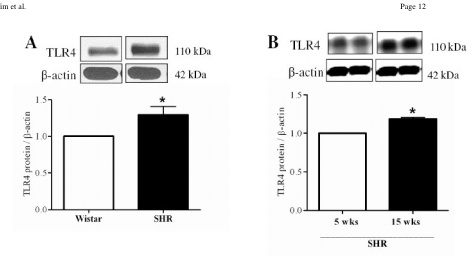 im et al.
Page 12
A
TLR4
110 kDa
β-actin
42 kDa
TLR4 protein / β-actin
1.5
1.0
0.5
0.0
*
Wistar
SHR
B
TLR4
110 kDa
β-actin
42 kDa
TLR4 protein / β-actin
1.5
1.0
0.5
0.0
*
5 wks
15 wks
SHR